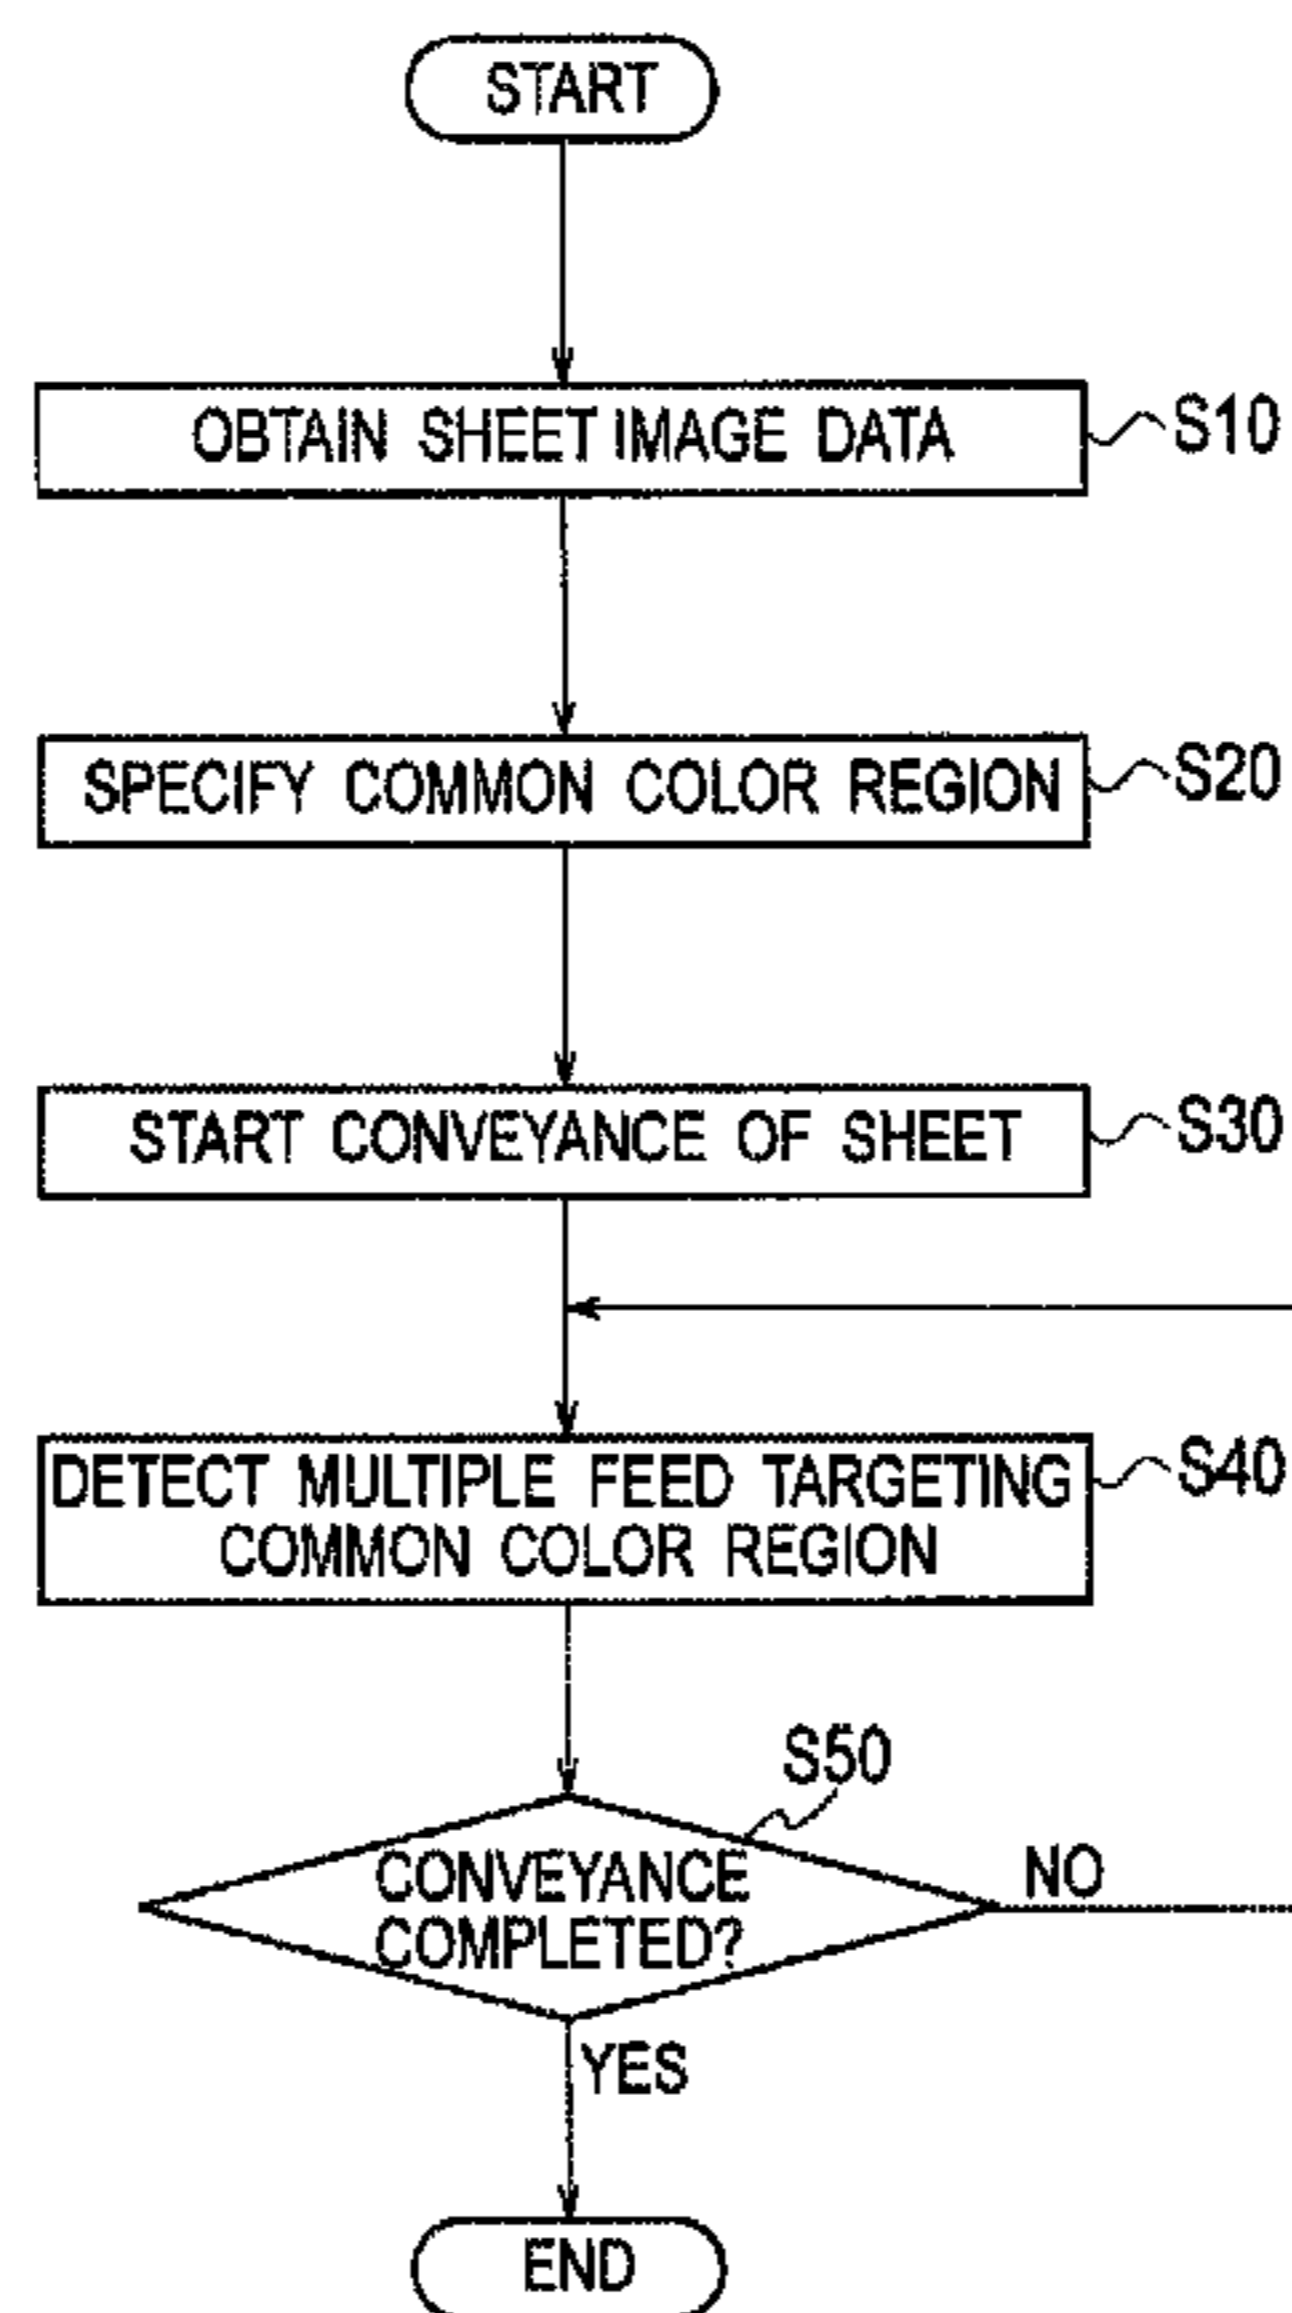 START
OBTAIN SHEET IMAGE DATA
S10
SPECIFY COMMON COLOR REGION
S20
START CONVEYANCE OF SHEET
S30
DETECT MULTIPLE FEED TARGETING
COMMON COLOR REGION
S40
S50
CONVEYANCE
COMPLETED?
NO
YES
END